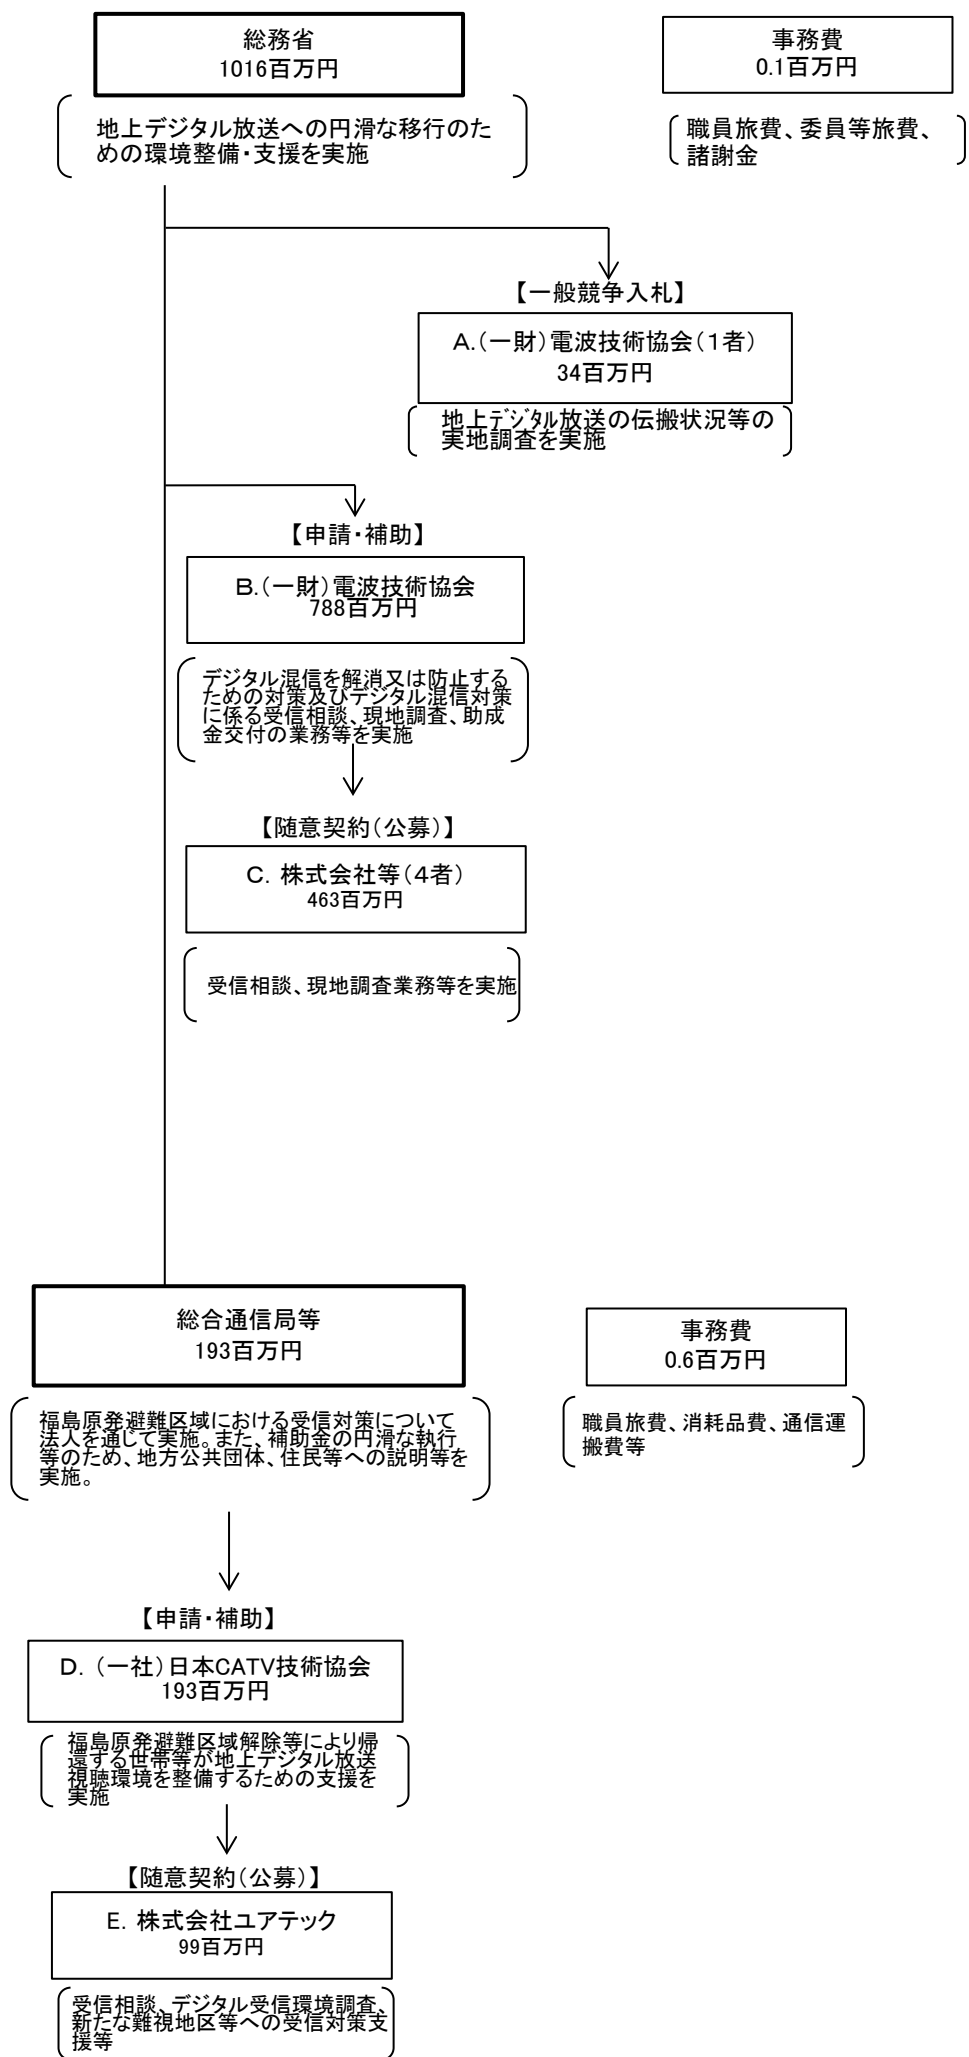 総務省
1016百万円
事務費
0.1百万円
地上デジタル放送への円滑な移行のた
めの環境整備・支援を実施
職員旅費、委員等旅費、
諸謝金
【一般競争入札】
A.(一財)電波技術協会(1者)
34百万円
地上デジタル放送の伝搬状況等の
実地調査を実施
【申請・補助】
B.(一財)電波技術協会
788百万円
デジタル混信を解消又は防止する
ための対策及びデジタル混信対策
に係る受信相談、現地調査、助成
金交付の業務等を実施
【随意契約(公募)】
C. 株式会社等(4者)
463百万円
受信相談、現地調査業務等を実施
総合通信局等
193百万円
事務費
0.6百万円
福島原発避難区域における受信対策について
法人を通じて実施。また、補助金の円滑な執行
等のため、地方公共団体、住民等への説明等を
実施。
職員旅費、消耗品費、通信運
搬費等
【申請・補助】
D. (一社)日本CATV技術協会
193百万円
福島原発避難区域解除等により帰
還する世帯等が地上デジタル放送
視聴環境を整備するための支援を
実施
【随意契約(公募)】
E. 株式会社ユアテック
99百万円
受信相談、デジタル受信環境調査、
新たな難視地区等への受信対策支
援等